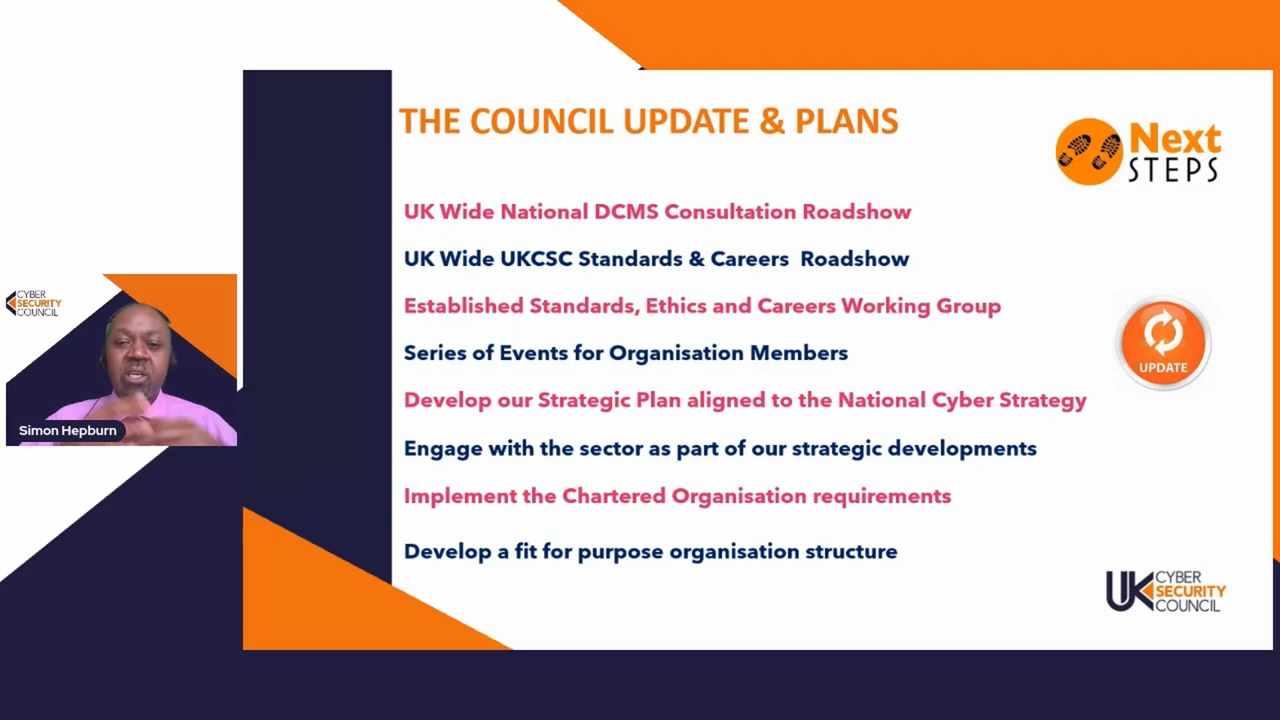 THE COUNCIL UPDATE & PLANS
Next
STEPS
UK Wide National DCMS Consultation Roadshow
UK Wide UKCSC Standards & Careers Roadshow
Established Standards, Ethics and Careers Working Group
Series of Events for Organisation Members
UPDATE
Develop our Strategic Plan aligned to the National Cyber Strategy
Engage with the sector as part of our strategic developments
Implement the Chartered Organisation requirements
Develop a fit for purpose organisation structure
UK CYBER
SECURITY
COUNCIL
CYBER
SECURITY
COUNCIL
Simon Hepburn